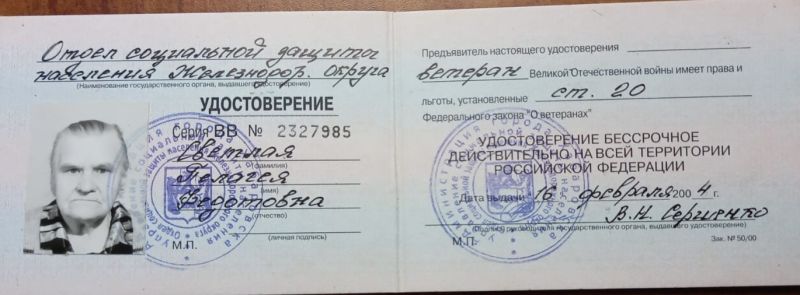 Отдел социальной защиты
населения Железнодор. округа
(Наименование государственного органа, выдавшего удостоверение)
УДОСТОВЕРЕНИЕ
Серия ВВ № 2327985
Светлая
(фамилия)
Пелагея
(имя)
Федотовна
(отчество)
(личная подпись)
М.П.
Предъявитель настоящего удостоверения
ветеран Великой Отечественной войны имеет права и
льготы, установленные ст. 20
Федерального закона "О ветеранах"
УДОСТОВЕРЕНИЕ БЕССРОЧНОЕ
ДЕЙСТВИТЕЛЬНО НА ВСЕЙ ТЕРРИТОРИИ
РОССИЙСКОЙ ФЕДЕРАЦИИ
Дата выдачи 16 февраля 2004 г.
В.Н. Сергиенко
(Подпись руководителя государственного органа, выдавшего удостоверение)
М.П.
Зак. № 50/00